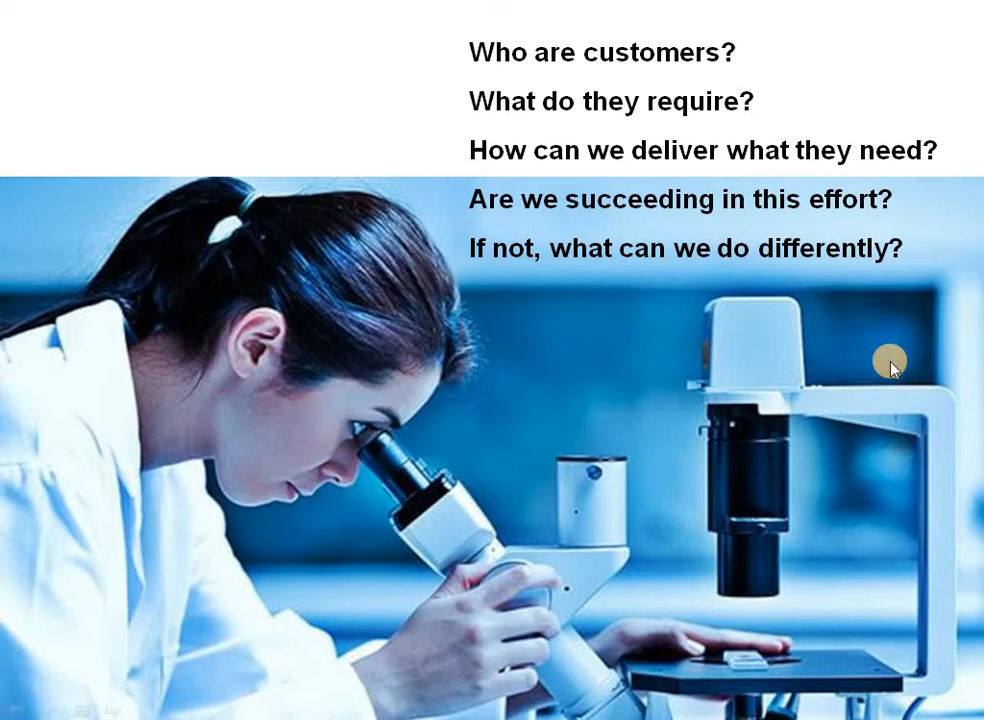 Who are customers?
What do they require?
How can we deliver what they need?
Are we succeeding in this effort?
If not, what can we do differently?